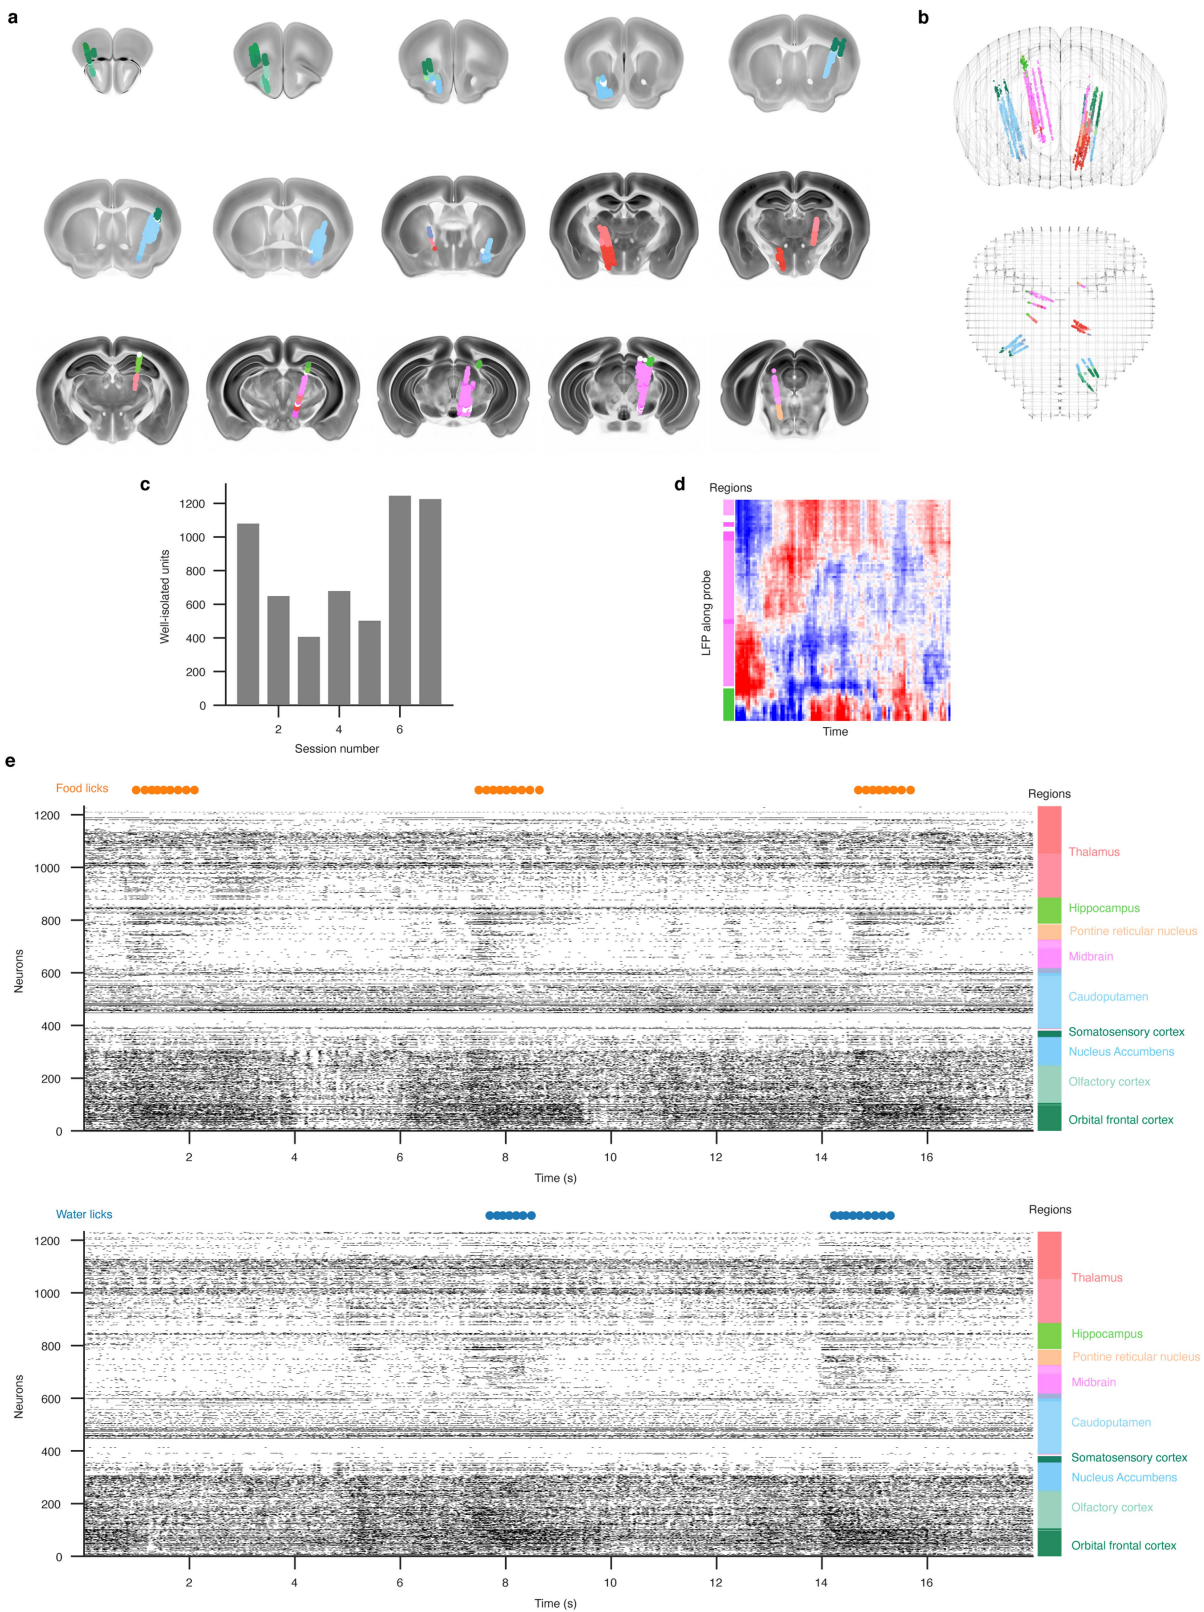 a
b
c
1200
1000
800
600
400
200
0
Well-isolated units
2
4
6
Session number
d
Regions
LFP along probe
Time
e
Food licks
Regions
1200
1000
800
600
400
200
0
Neurons
2
4
6
8
10
12
14
16
Time (s)
Thalamus
Hippocampus
Pontine reticular nucleus
Midbrain
Caudoputamen
Somatosensory cortex
Nucleus Accumbens
Olfactory cortex
Orbital frontal cortex
Water licks
Regions
1200
1000
800
600
400
200
0
Neurons
2
4
6
8
10
12
14
16
Time (s)
Thalamus
Hippocampus
Pontine reticular nucleus
Midbrain
Caudoputamen
Somatosensory cortex
Nucleus Accumbens
Olfactory cortex
Orbital frontal cortex